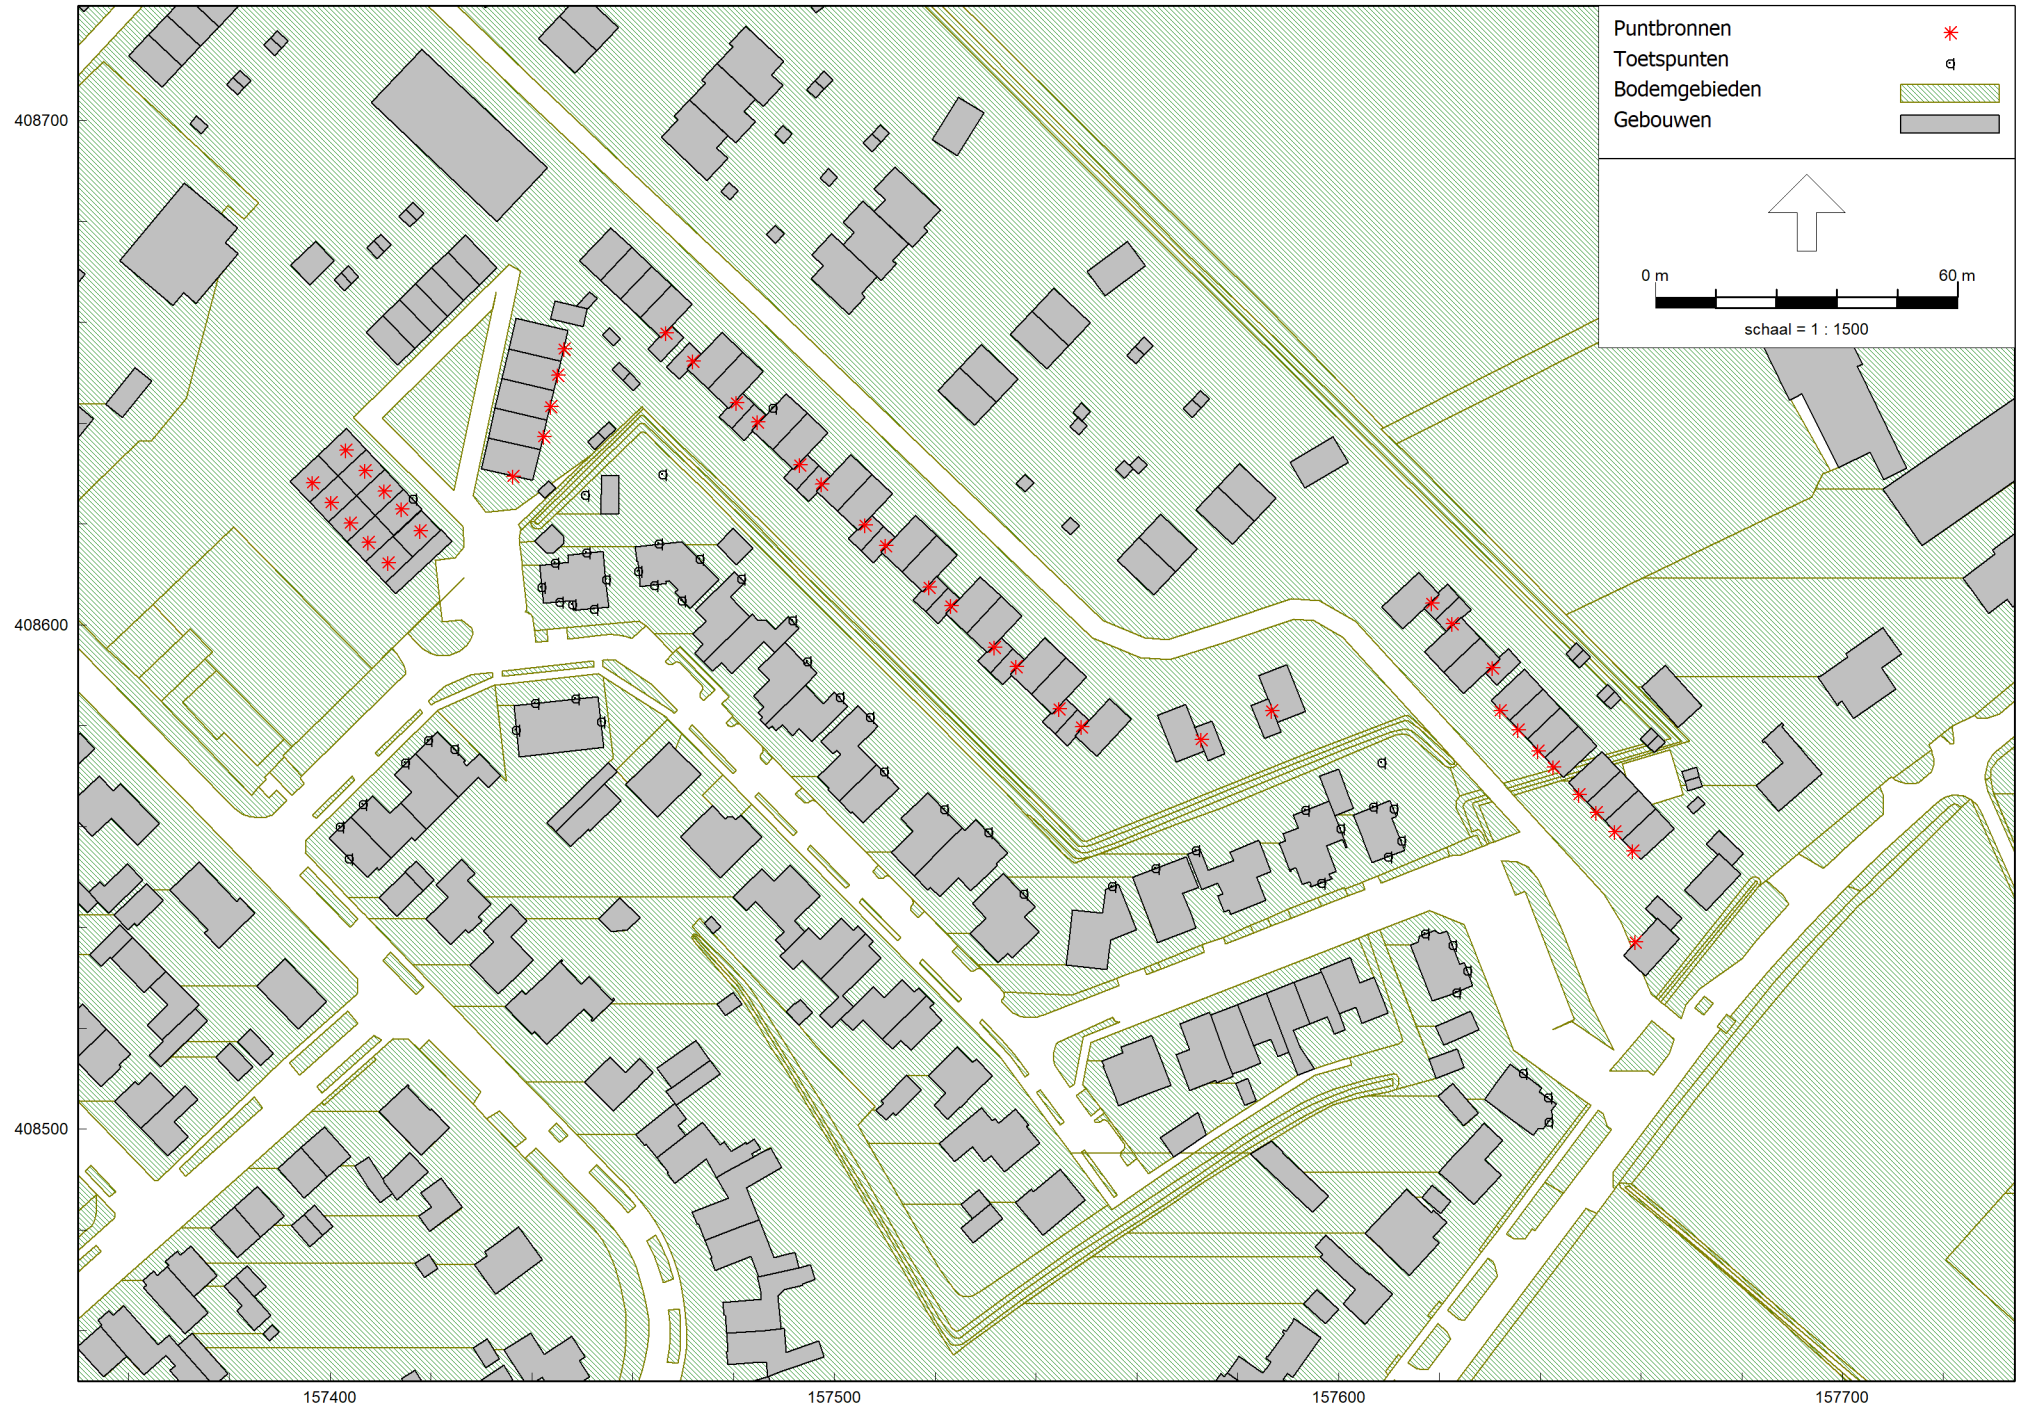 Puntbronnen
Toetspunten
Bodemgebieden
Gebouwen
0 m 60 m
schaal = 1 : 1500
408700
408600
408500
157400 157500 157600 157700